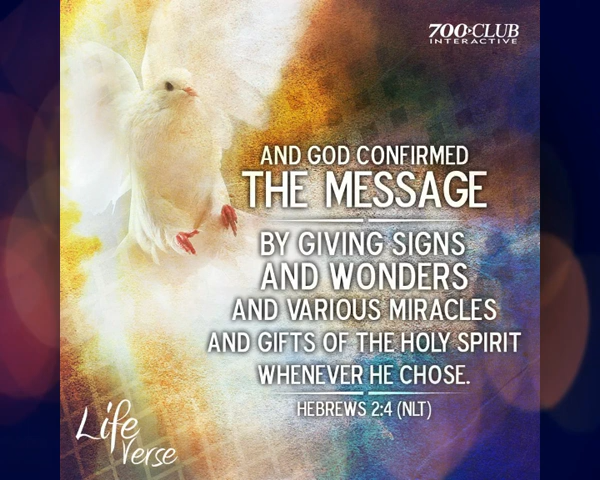 700 CLUB
INTERACTIVE
AND GOD CONFIRMED
THE MESSAGE
BY GIVING SIGNS
AND WONDERS
AND VARIOUS MIRACLES
AND GIFTS OF THE HOLY SPIRIT
WHENEVER HE CHOSE.
HEBREWS 2:4 (NLT)
Life
Verse